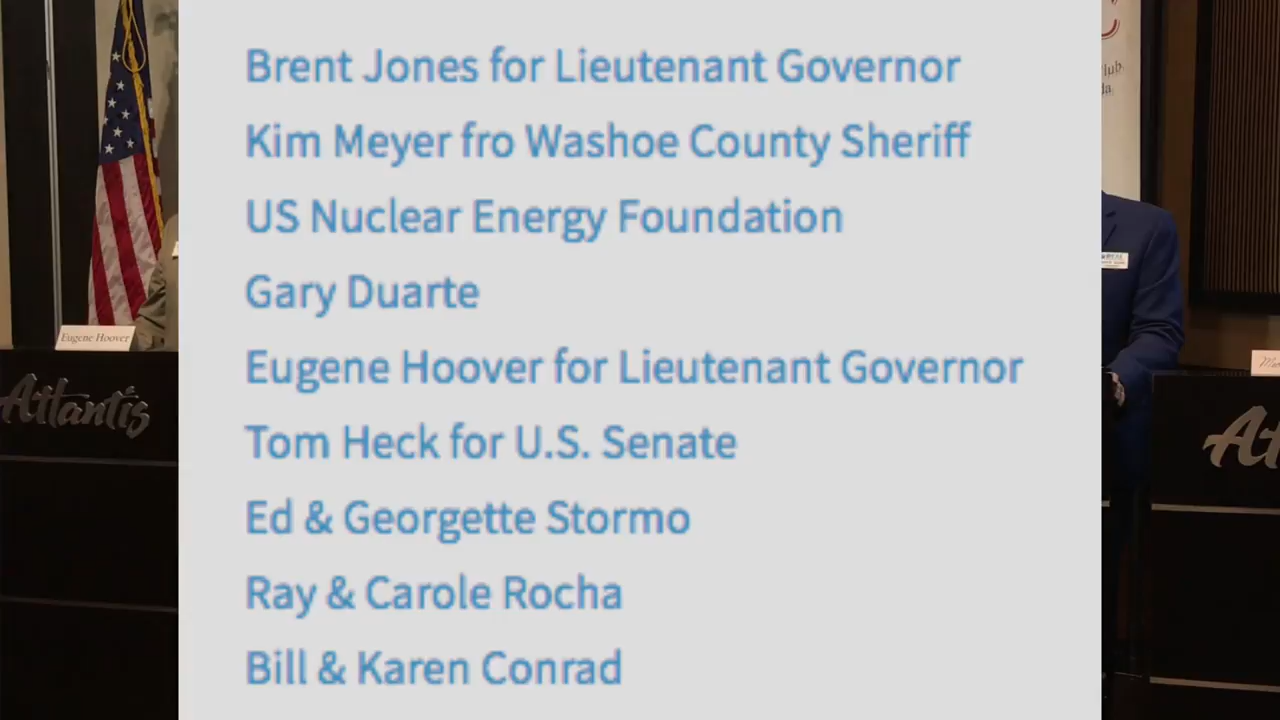 Brent Jones for Lieutenant Governor
Kim Meyer fro Washoe County Sheriff
US Nuclear Energy Foundation
Gary Duarte
Eugene Hoover for Lieutenant Governor
Tom Heck for U.S. Senate
Ed & Georgette Stormo
Ray & Carole Rocha
Bill & Karen Conrad
Eugene Hoover
Atlantis